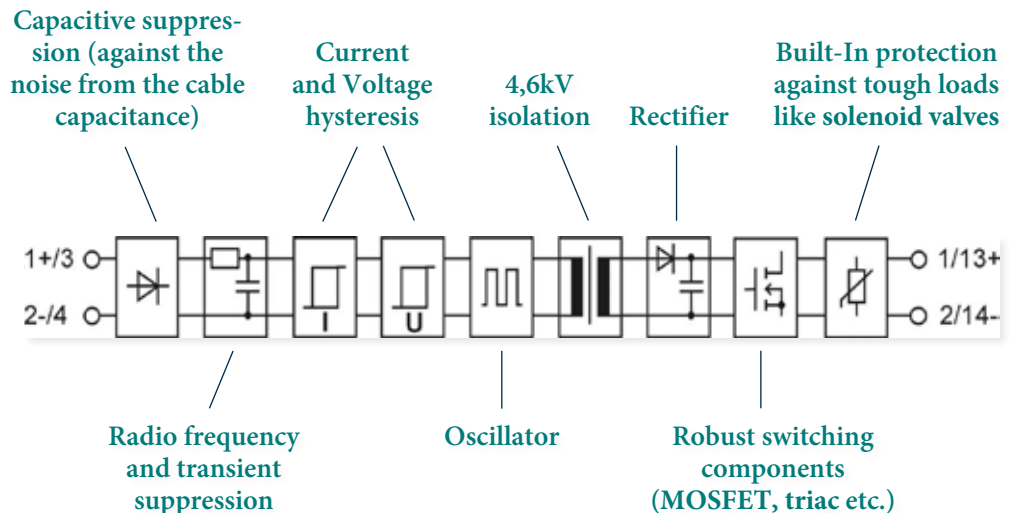 Capacitive suppres-
sion (against the
noise from the cable
capacitance)
Current
and Voltage
hysteresis
4,6kV
isolation
Rectifier
Built-In protection
against tough loads
like solenoid valves
1+/3
2-/4
I
U
1/13+
2/14-
Radio frequency
and transient
suppression
Oscillator
Robust switching
components
(MOSFET, triac etc.)